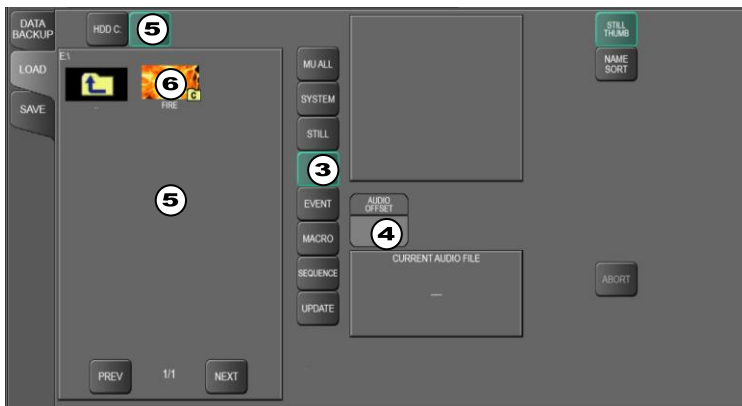 DATA
BACKUP
LOAD
SAVE
HDD C:
5
E:\
..
6
C
FIRE
5
PREV
1/1
NEXT
MU ALL
SYSTEM
STILL
3
EVENT
MACRO
SEQUENCE
UPDATE
AUDIO
OFFSET
4
CURRENT AUDIO FILE
—
STILL
THUMB
NAME
SORT
ABORT